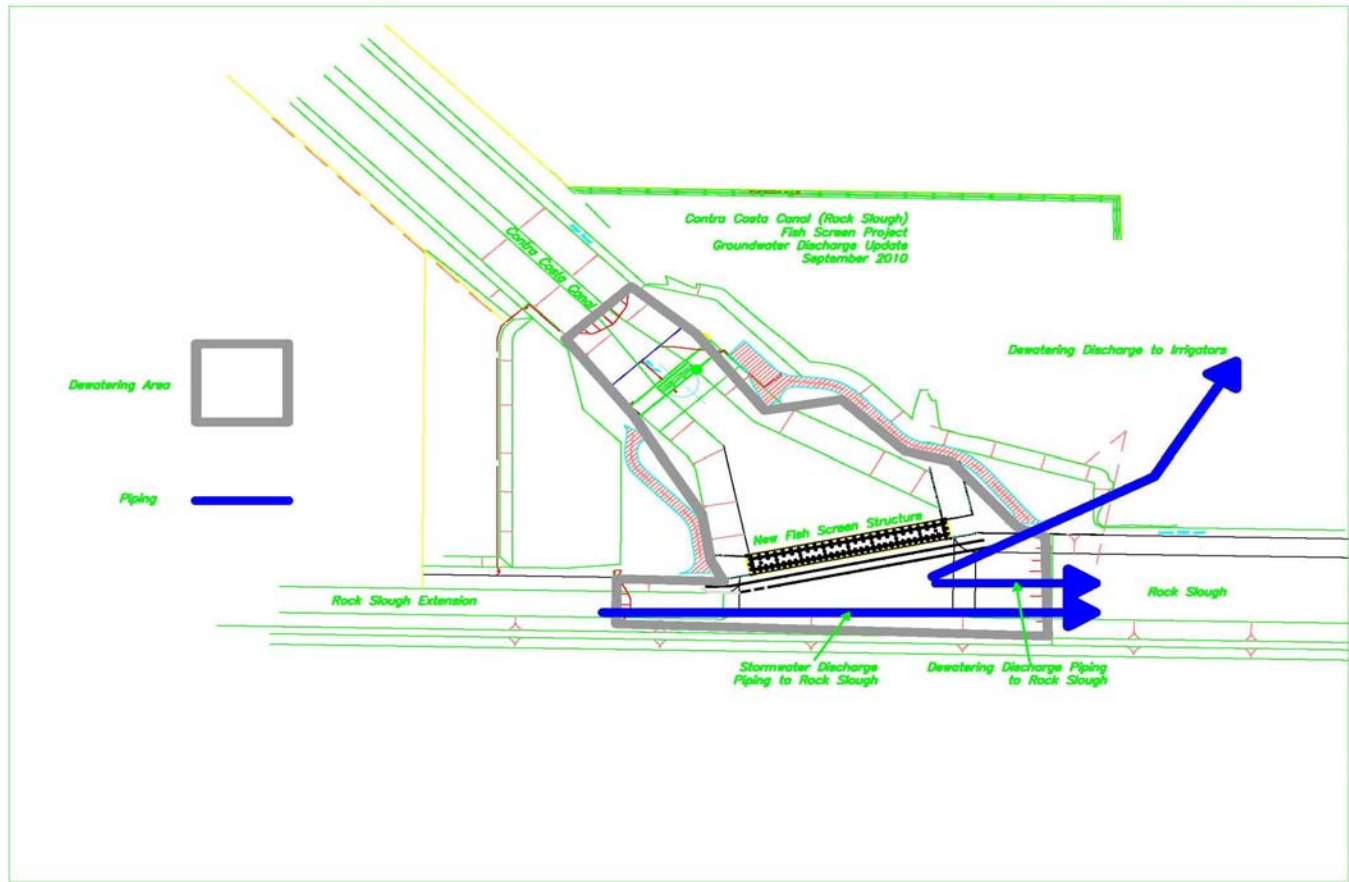 Contra Costa Canal (Rock Slough)
Fish Screen Project
Groundwater Discharge Update
September 2010
Contra Costa Canal
Dewatering Discharge to Irrigators
Dewatering Area
Piping
New Fish Screen Structure
Rock Slough Extension
Rock Slough
Stormwater Discharge
Piping to Rock Slough
Dewatering Discharge Piping
to Rock Slough